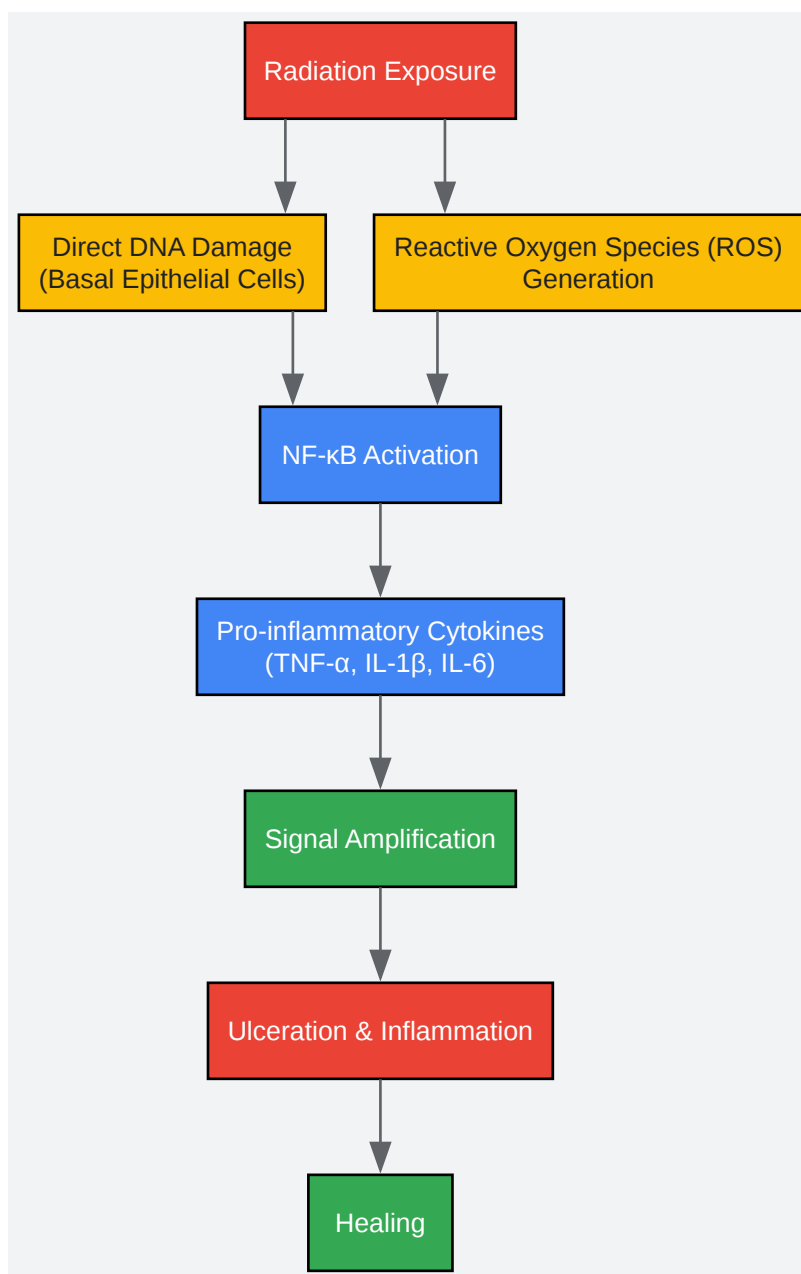 Radiation Exposure
Direct DNA Damage
(Basal Epithelial Cells)
Reactive Oxygen Species (ROS)
Generation
NF-κB Activation
Pro-inflammatory Cytokines
(TNF-α, IL-1β, IL-6)
Signal Amplification
Ulceration & Inflammation
Healing